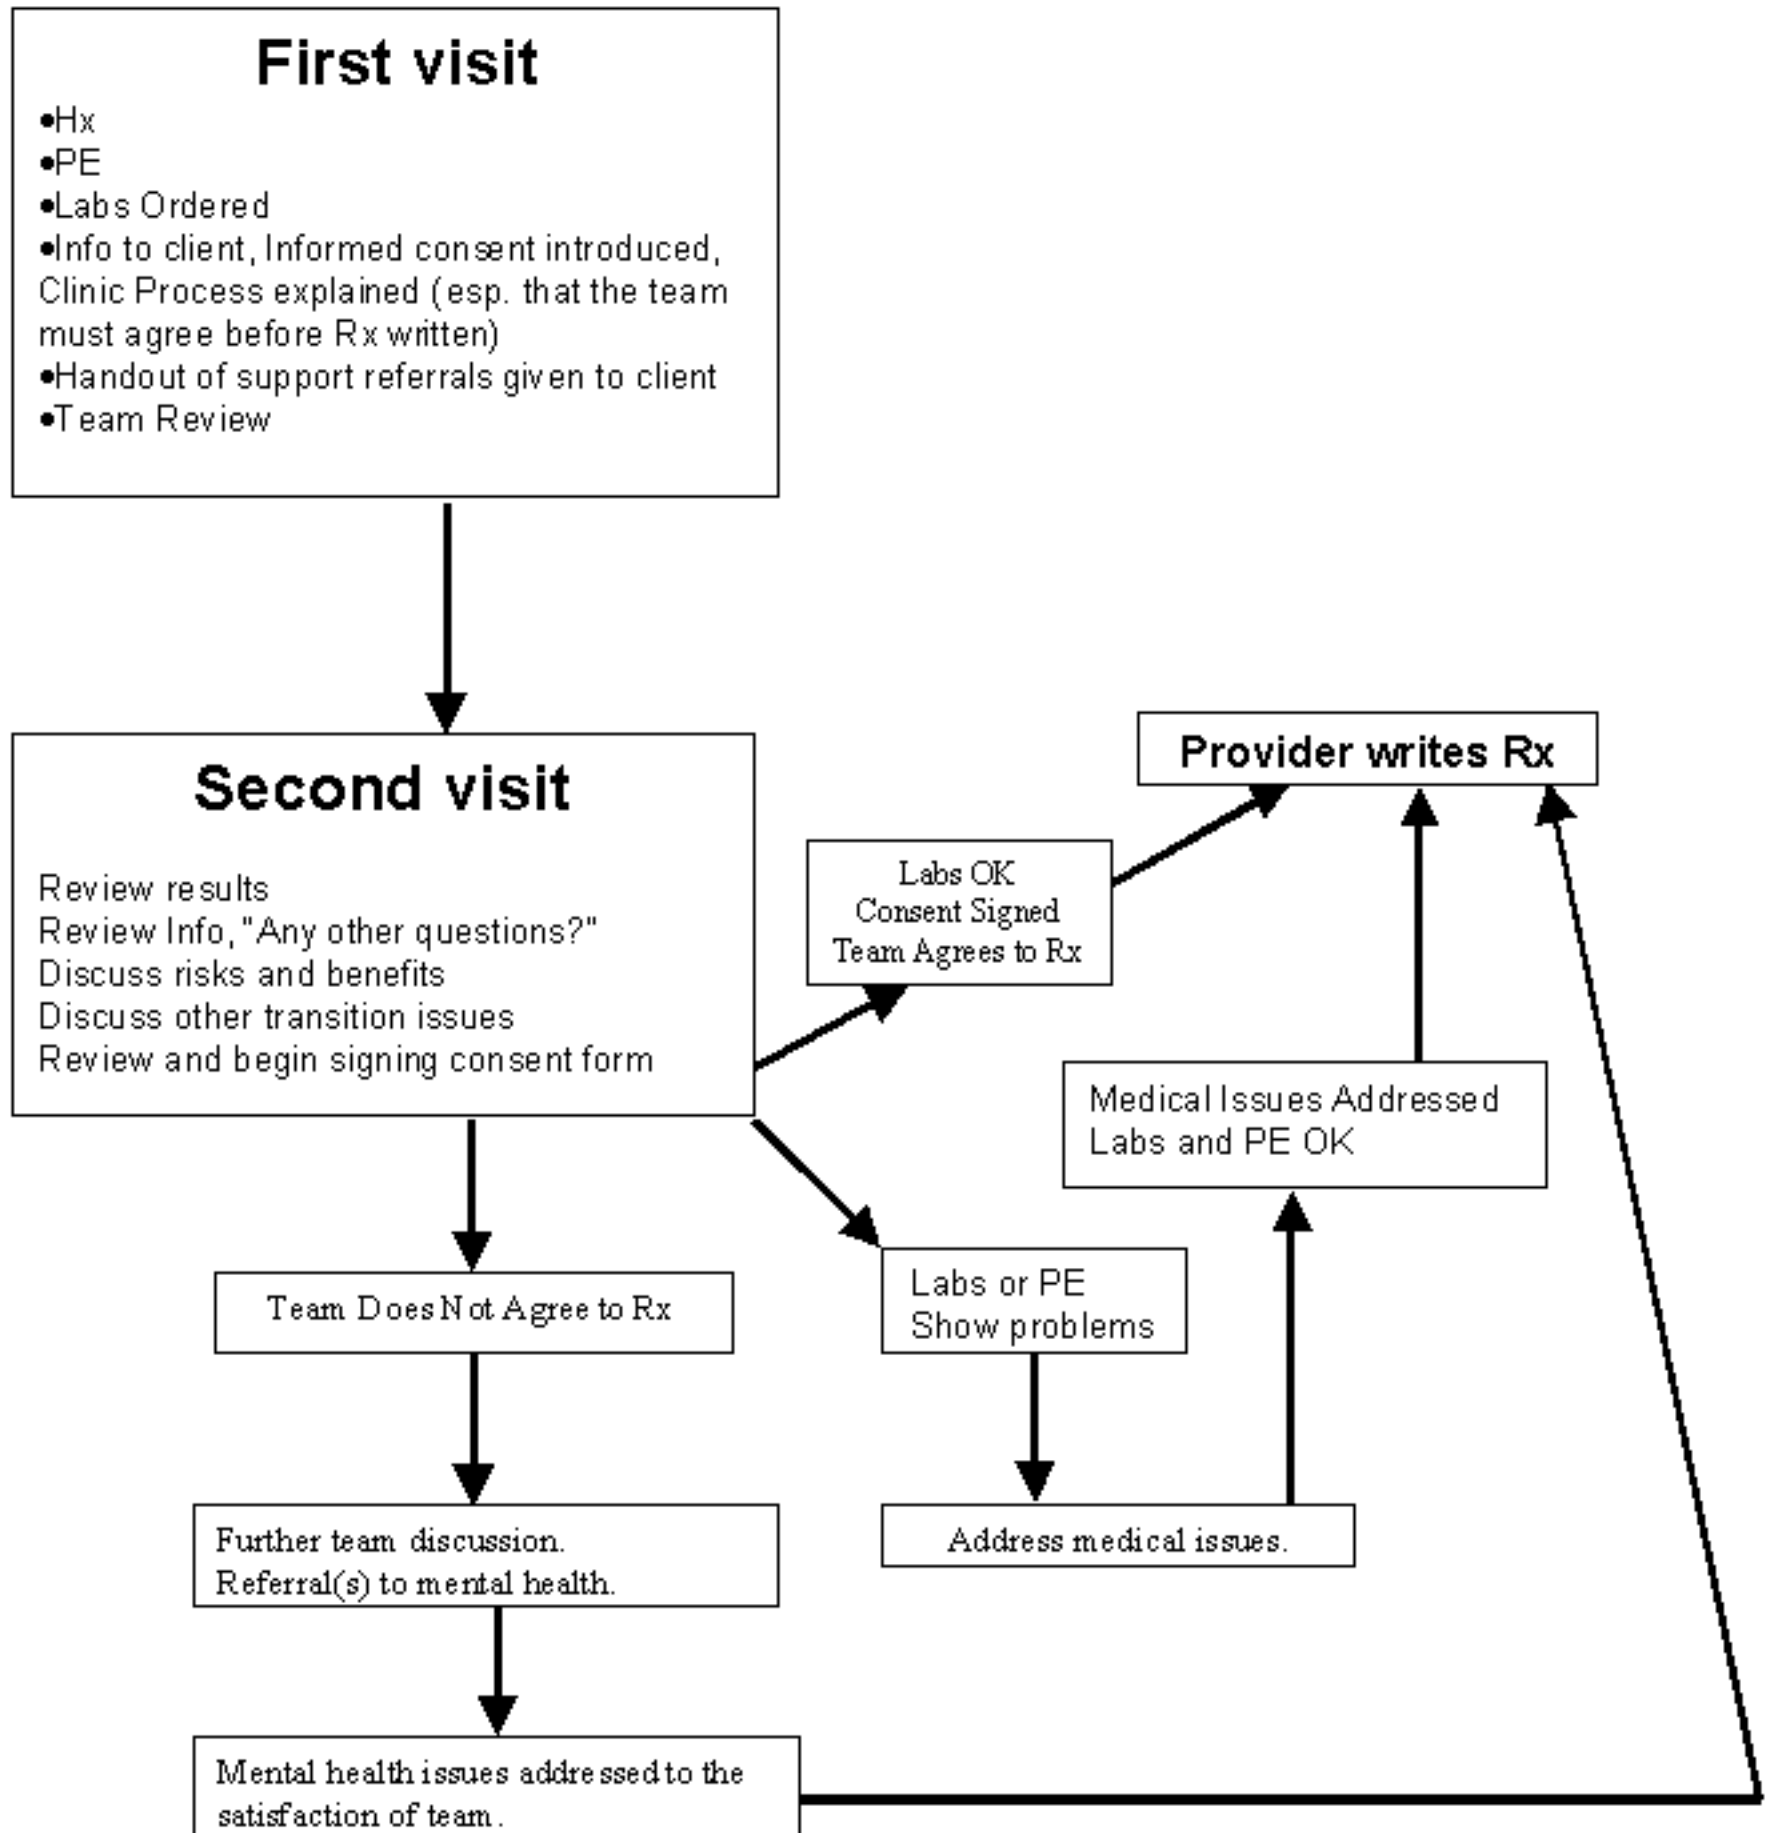 First visit
•Hx
•PE
•Labs Ordered
•Info to client, Informed consent introduced,
Clinic Process explained (esp. that the team
must agree before Rx written)
•Handout of support referrals given to client
•Team Review
Second visit
Review results
Review Info, "Any other questions?"
Discuss risks and benefits
Discuss other transition issues
Review and begin signing consent form
Provider writes Rx
Labs OK
Consent Signed
Team Agrees to Rx
Medical Issues Addressed
Labs and PE OK
Team Does Not Agree to Rx
Labs or PE
Show problems
Further team discussion.
Referral(s) to mental health.
Address medical issues.
Mental health issues addressed to the
satisfaction of team.